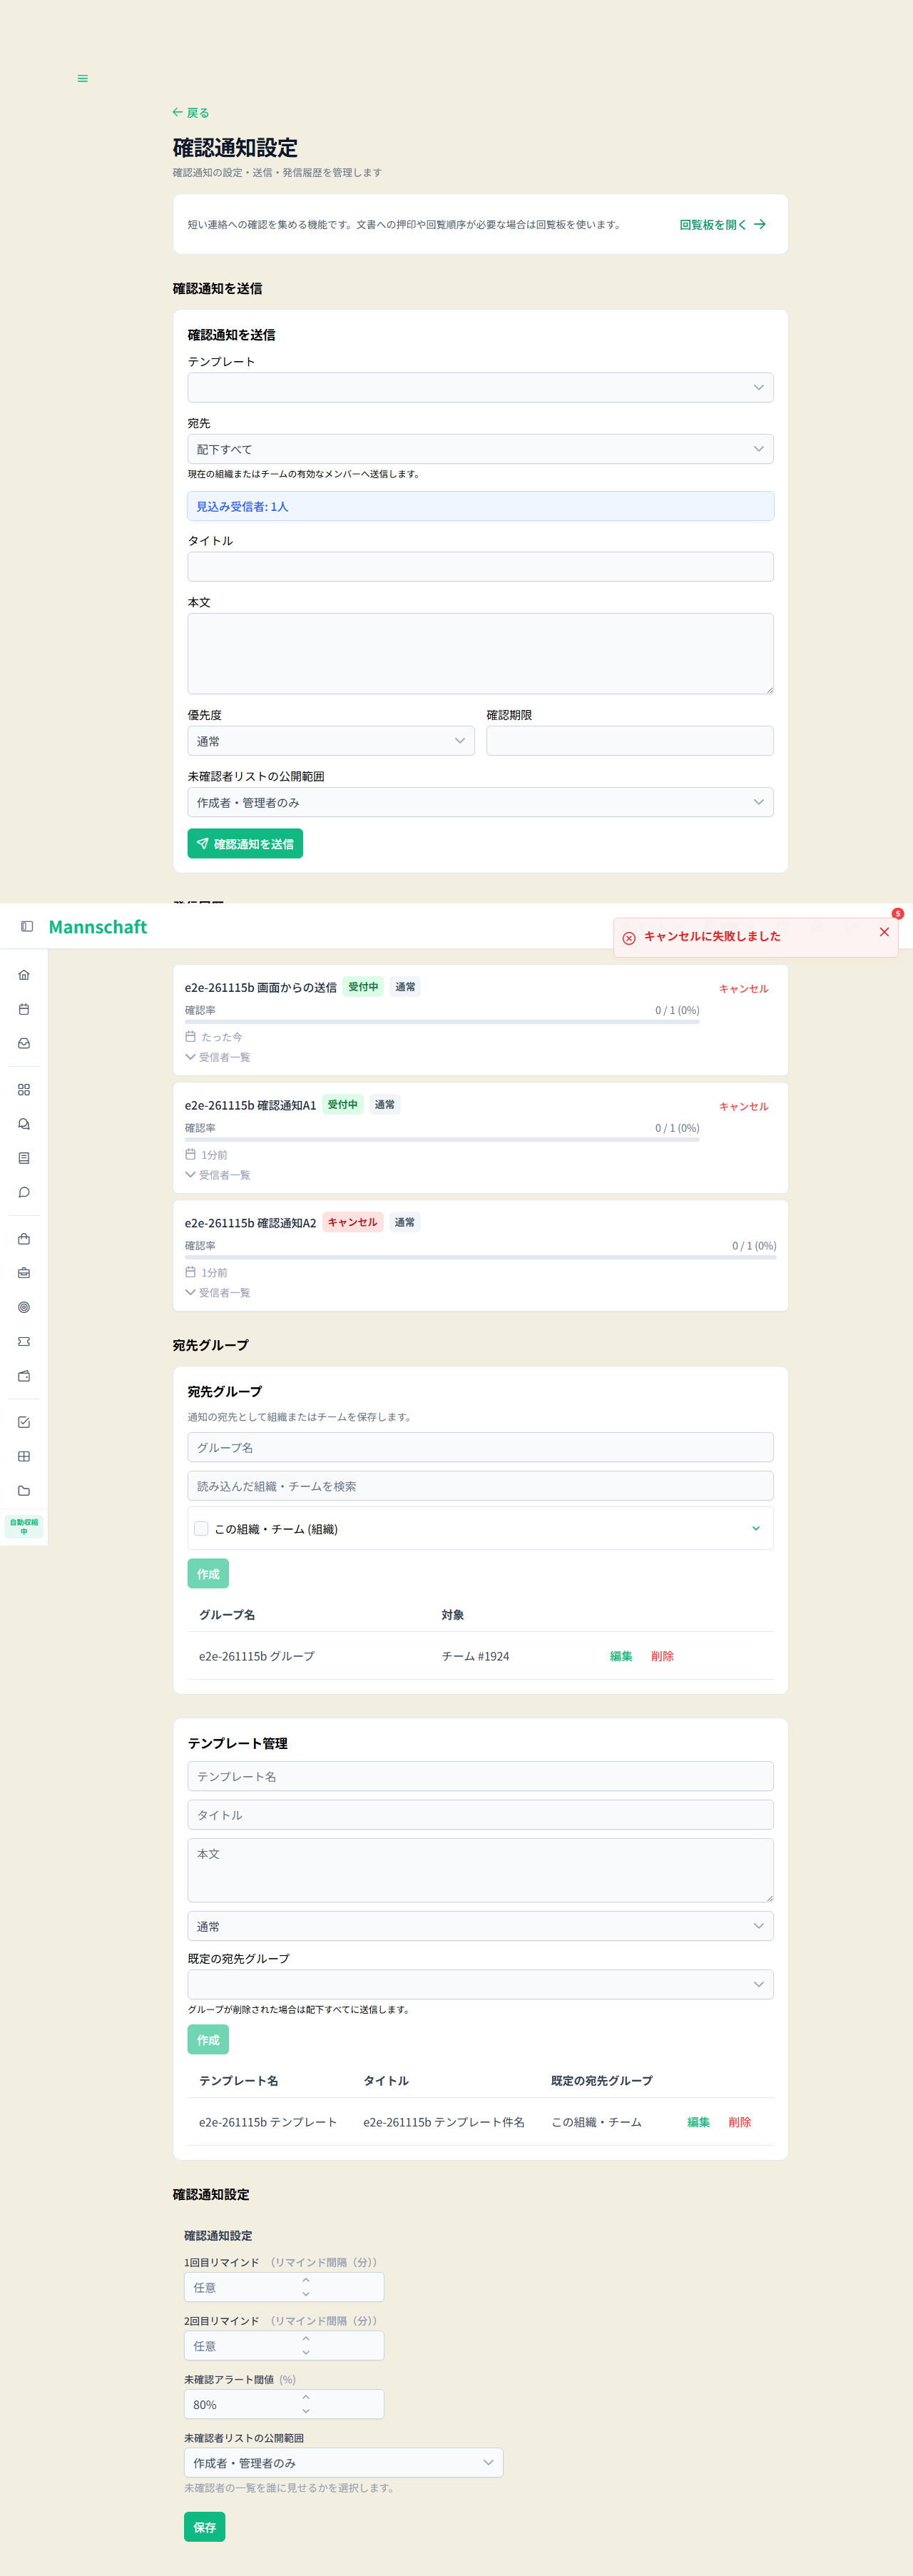 戻る
確認通知設定
確認通知の設定・送信・発信履歴を管理します
短い連絡への確認を集める機能です。文書への押印や回覧順序が必要な場合は回覧板を使います。
回覧板を開く
確認通知を送信
確認通知を送信
テンプレート
宛先
配下すべて
現在の組織またはチームの有効なメンバーへ送信します。
見込み受信者: 1人
タイトル
本文
優先度
確認期限
通常
未確認者リストの公開範囲
作成者・管理者のみ
確認通知を送信
Mannschaft
5
キャンセルに失敗しました
e2e-261115b 画面からの送信 受付中 通常
キャンセル
確認率 0 / 1 (0%)
たった今
受信者一覧
e2e-261115b 確認通知A1 受付中 通常
キャンセル
確認率 0 / 1 (0%)
1分前
受信者一覧
e2e-261115b 確認通知A2 キャンセル 通常
確認率 0 / 1 (0%)
1分前
受信者一覧
宛先グループ
宛先グループ
通知の宛先として組織またはチームを保存します。
グループ名
読み込んだ組織・チームを検索
自動収縮
中
この組織・チーム (組織)
作成
グループ名 対象
e2e-261115b グループ チーム #1924 編集 削除
テンプレート管理
テンプレート名
タイトル
本文
通常
既定の宛先グループ
グループが削除された場合は配下すべてに送信します。
作成
テンプレート名 タイトル 既定の宛先グループ
e2e-261115b テンプレート e2e-261115b テンプレート件名 この組織・チーム 編集 削除
確認通知設定
確認通知設定
1回目リマインド （リマインド間隔（分））
任意
2回目リマインド （リマインド間隔（分））
任意
未確認アラート閾値 (%)
80%
未確認者リストの公開範囲
作成者・管理者のみ
未確認者の一覧を誰に見せるかを選択します。
保存